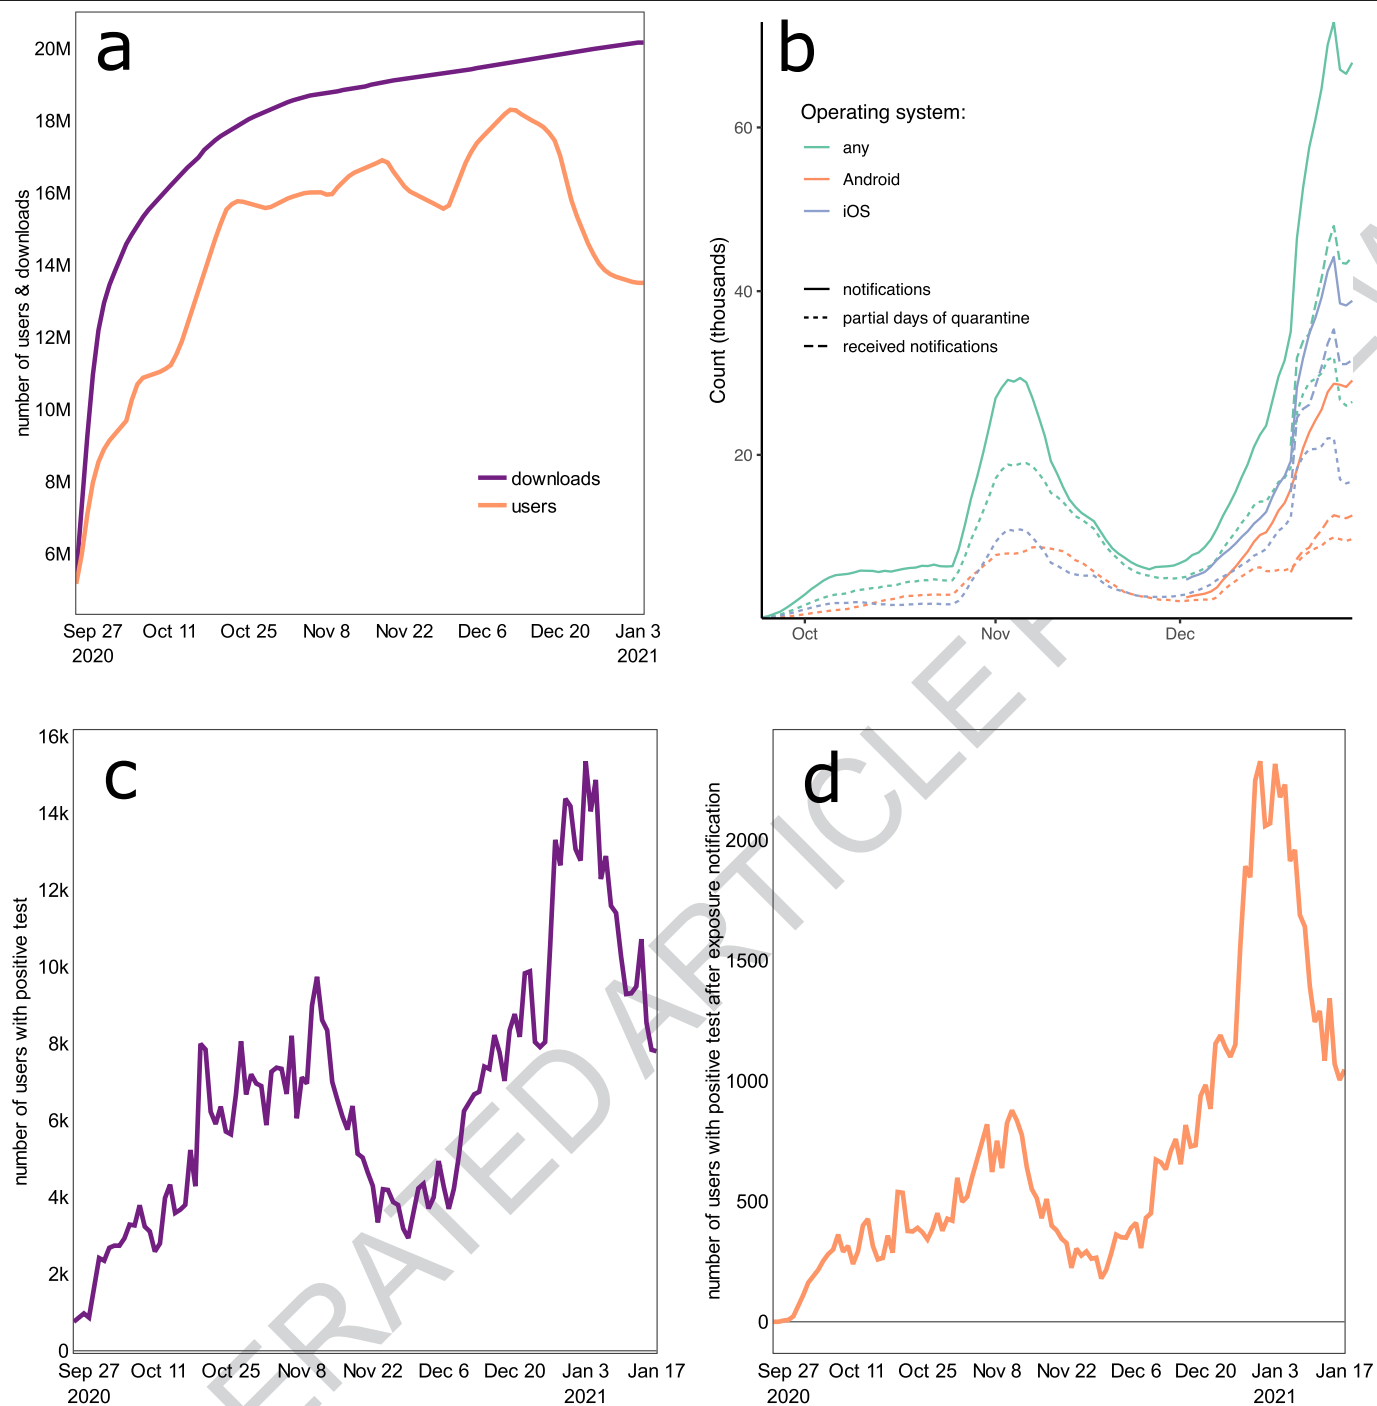 a
number of users & downloads
20M
18M
16M
14M
12M
10M
8M
6M
downloads
users
Sep 27 Oct 11 Oct 25 Nov 8 Nov 22 Dec 6 Dec 20 Jan 3
2020 2021
b
Count (thousands)
60
40
20
Operating system:
any
Android
iOS
notifications
partial days of quarantine
received notifications
Oct Nov Dec
c
number of users with positive test
16k
14k
12k
10k
8k
6k
4k
2k
0
Sep 27 Oct 11 Oct 25 Nov 8 Nov 22 Dec 6 Dec 20 Jan 3 Jan 17
2020 2021
d
number of users with positive test after exposure notification
2000
1500
1000
500
0
Sep 27 Oct 11 Oct 25 Nov 8 Nov 22 Dec 6 Dec 20 Jan 3 Jan 17
2020 2021
ERATED ARTICLE